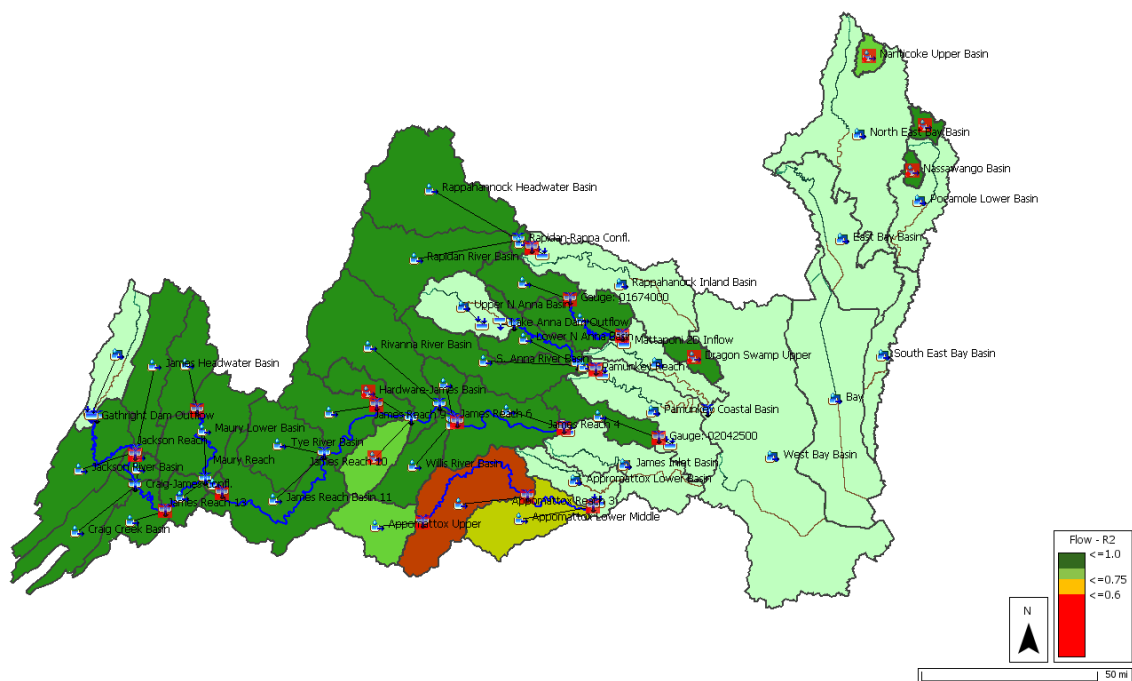 Nanticoke Upper Basin
North East Bay Basin
Nassawango Basin
Rappahannock Headwater Basin
Pocamole Lower Basin
Rapidan-Rappa Confl.
East Bay Basin
Rapidan River Basin
Rappahanock Inland Basin
Gauge: 01674000
Upper N Anna Basin
Lake Anna Dam Outflow
Lower N Anna Basin
Mattaponi 2D Inflow
Rivanna River Basin
Dragon Swamp Upper
South East Bay Basin
S. Anna River Basin
James Headwater Basin
Pamunkey Reach
Hardware-James Basin
Bay
Pamunkey Coastal Basin
Gathright Dam Outflow
James Reach 9
James Reach 6
James Reach 4
Maury Lower Basin
Gauge: 02042500
Jackson Reach
Tye River Basin
West Bay Basin
Maury Reach
James Reach 10
Willis River Basin
James Inlet Basin
Jackson River Basin
Appromattox Lower Basin
Craig-James Confl.
James Reach 13
James Reach Basin 11
Appomattox Reach 3
Appomattox Lower Middle
Appomattox Upper
Craig Creek Basin
Flow - R2
<=1.0
<=0.75
<=0.6
N
50 mi